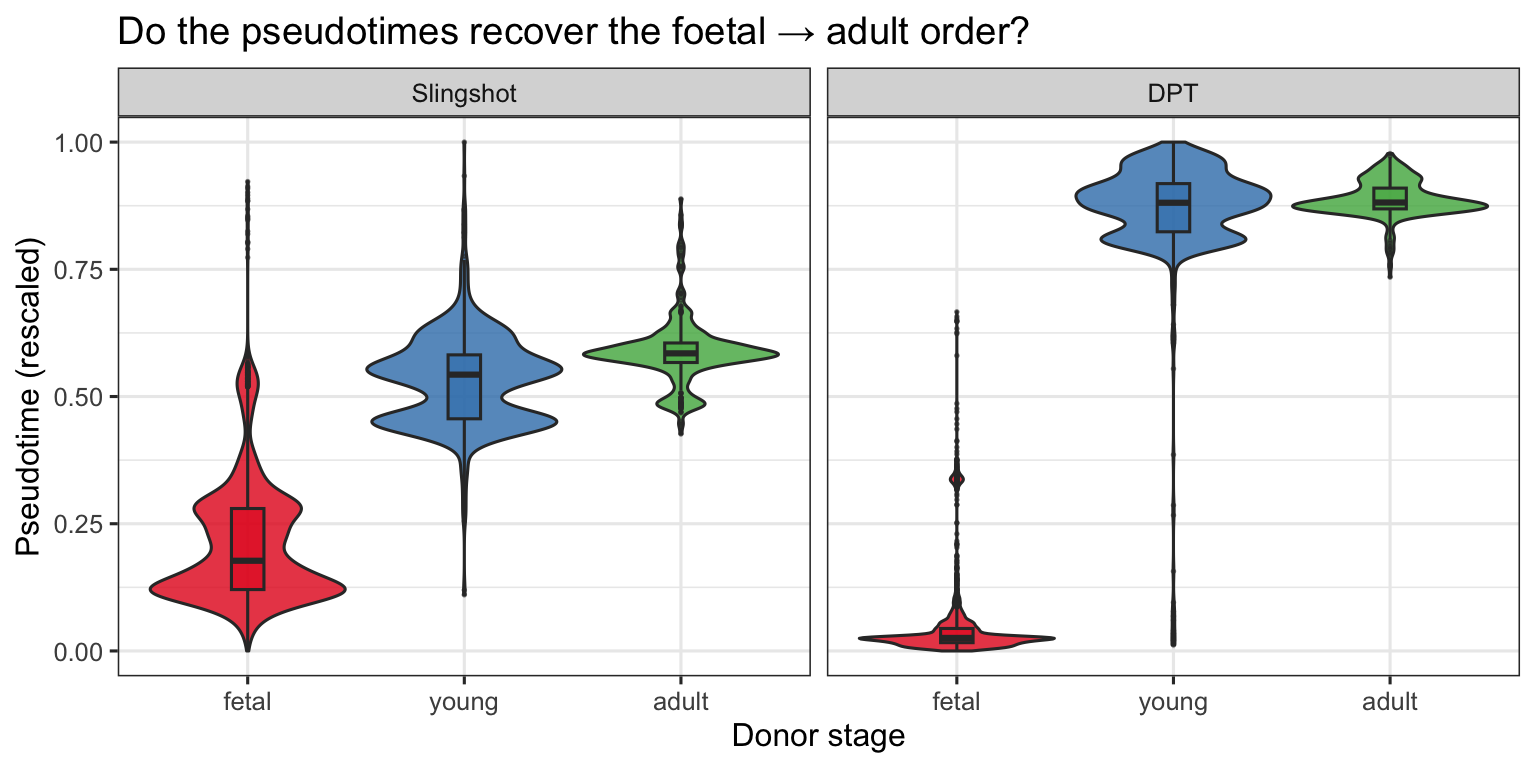 Do the pseudotimes recover the foetal → adult order?
Slingshot
DPT
Pseudotime (rescaled)
1.00
0.75
0.50
0.25
0.00
fetal
young
adult
fetal
young
adult
Donor stage